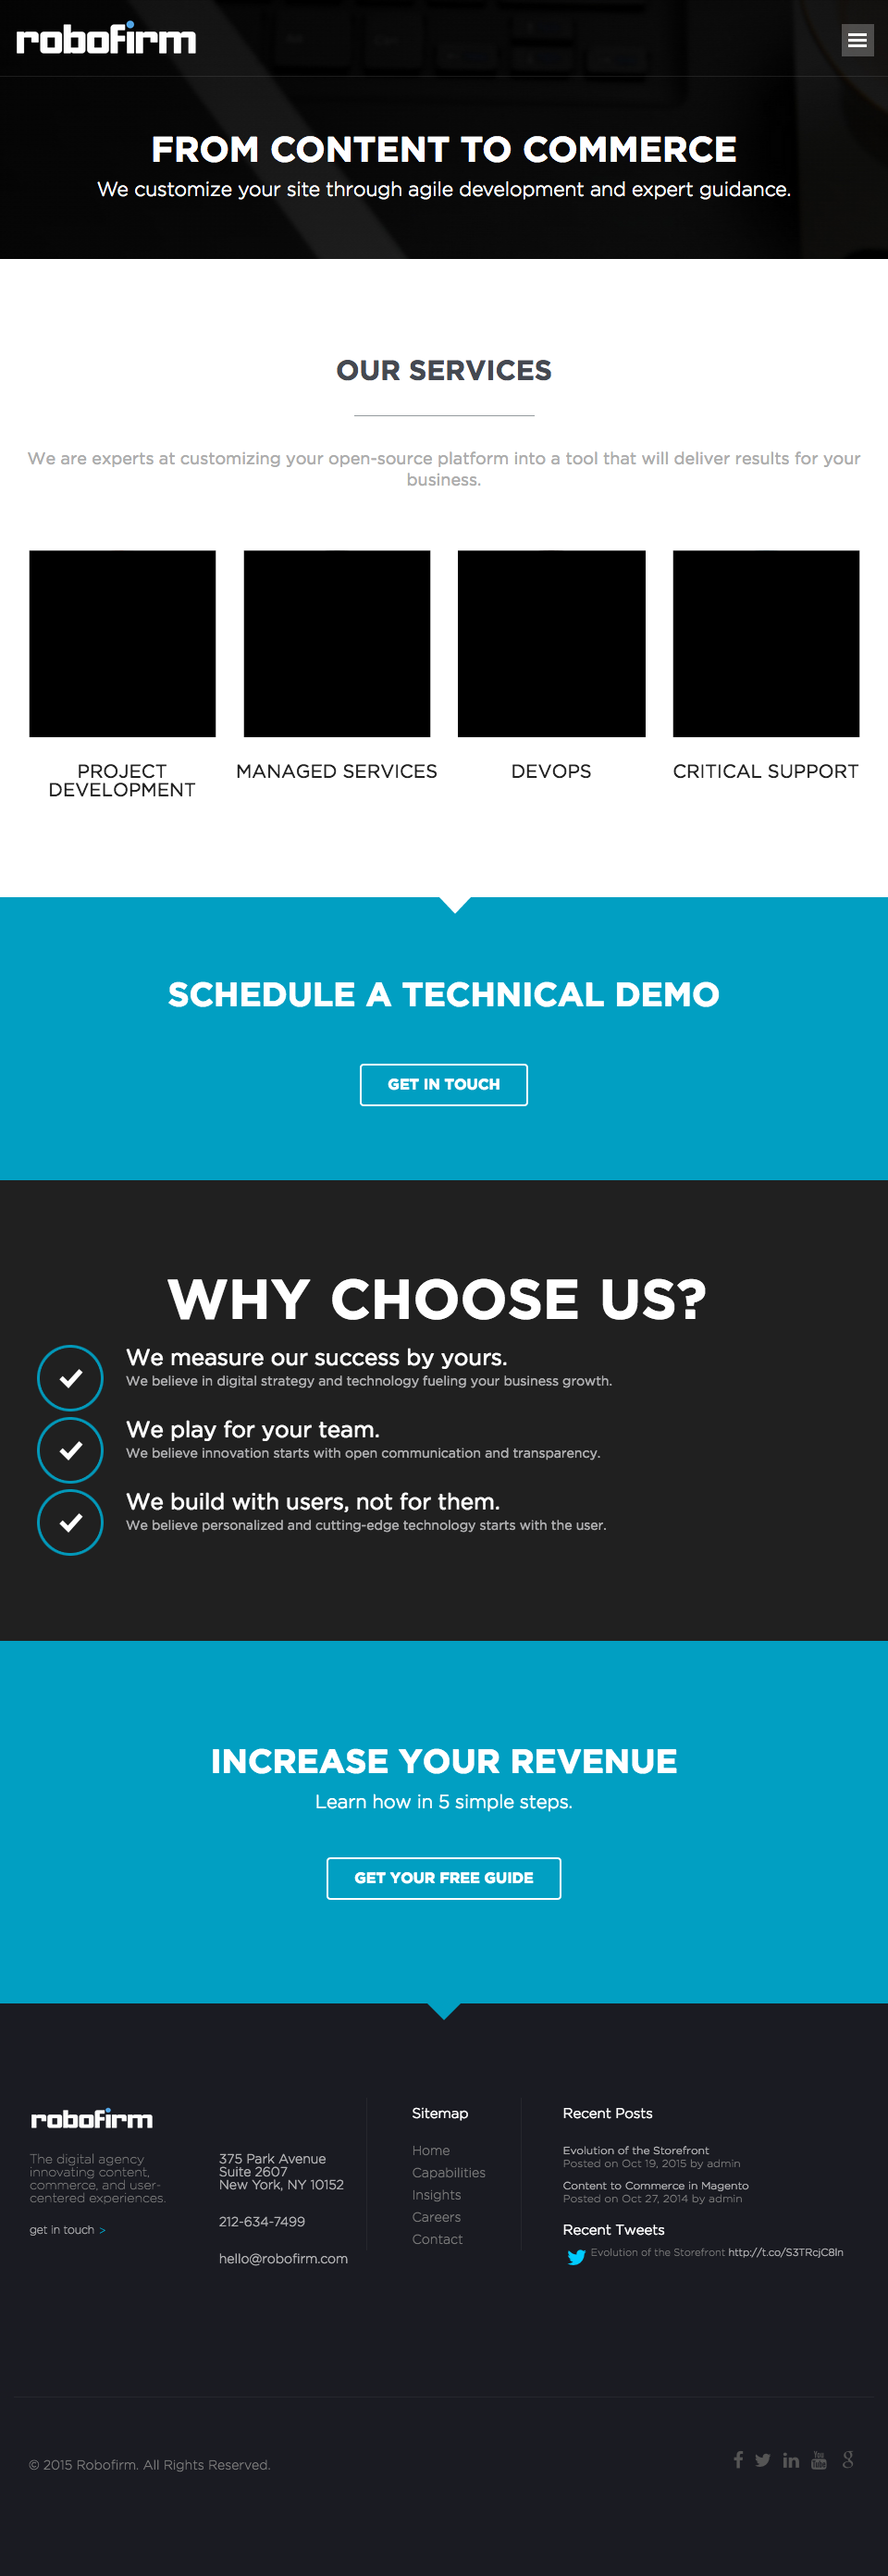 robofirm
FROM CONTENT TO COMMERCE
We customize your site through agile development and expert guidance.
OUR SERVICES
We are experts at customizing your open-source platform into a tool that will deliver results for your
business.
PROJECT
DEVELOPMENT
MANAGED SERVICES
DEVOPS
CRITICAL SUPPORT
SCHEDULE A TECHNICAL DEMO
GET IN TOUCH
WHY CHOOSE US?
We measure our success by yours.
We believe in digital strategy and technology fueling your business growth.
We play for your team.
We believe innovation starts with open communication and transparency.
We build with users, not for them.
We believe personalized and cutting-edge technology starts with the user.
INCREASE YOUR REVENUE
Learn how in 5 simple steps.
GET YOUR FREE GUIDE
robofirm
The digital agency
innovating content,
commerce, and user-
centered experiences.
get in touch >
375 Park Avenue
Suite 2607
New York, NY 10152
212-634-7499
hello@robofirm.com
Sitemap
Home
Capabilities
Insights
Careers
Contact
Recent Posts
Evolution of the Storefront
Posted on Oct 19, 2015 by admin
Content to Commerce in Magento
Posted on Oct 27, 2014 by admin
Recent Tweets
Evolution of the Storefront http://t.co/S3TRcjC8ln
© 2015 Robofirm. All Rights Reserved.